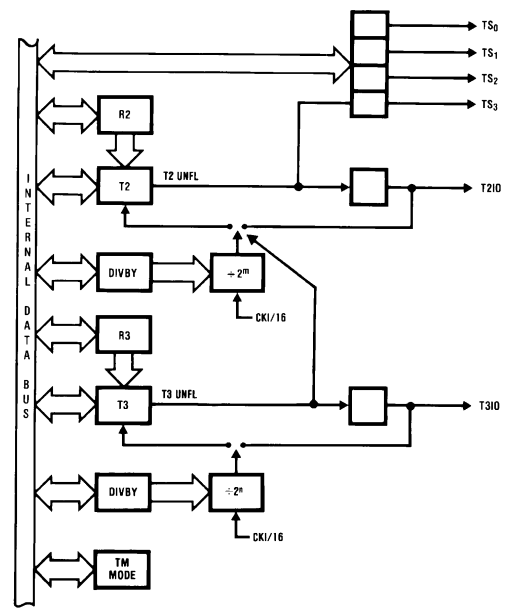 TS0
TS1
TS2
TS3
R2
T2
T2 UNFL
T2IO
DIVBY
÷2ᵐ
CKI/16
R3
T3
T3 UNFL
T3IO
DIVBY
÷2ⁿ
CKI/16
TM
MODE
INTERNAL DATA BUS